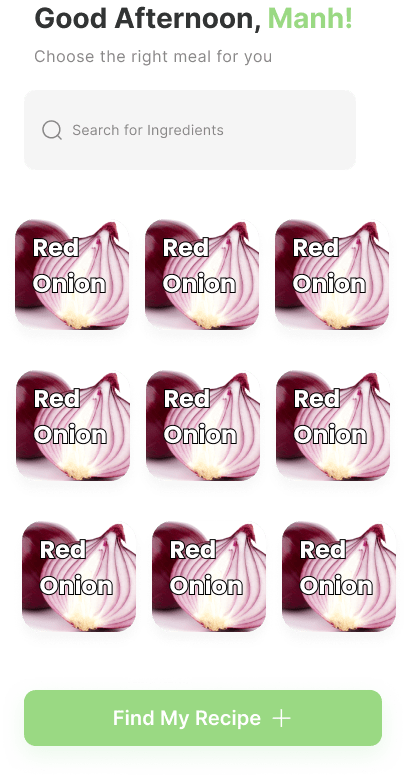 Good Afternoon, Manh!
Choose the right meal for you
Search for Ingredients
Red
Onion
Red
Onion
Red
Onion
Red
Onion
Red
Onion
Red
Onion
Red
Onion
Red
Onion
Red
Onion
Find My Recipe